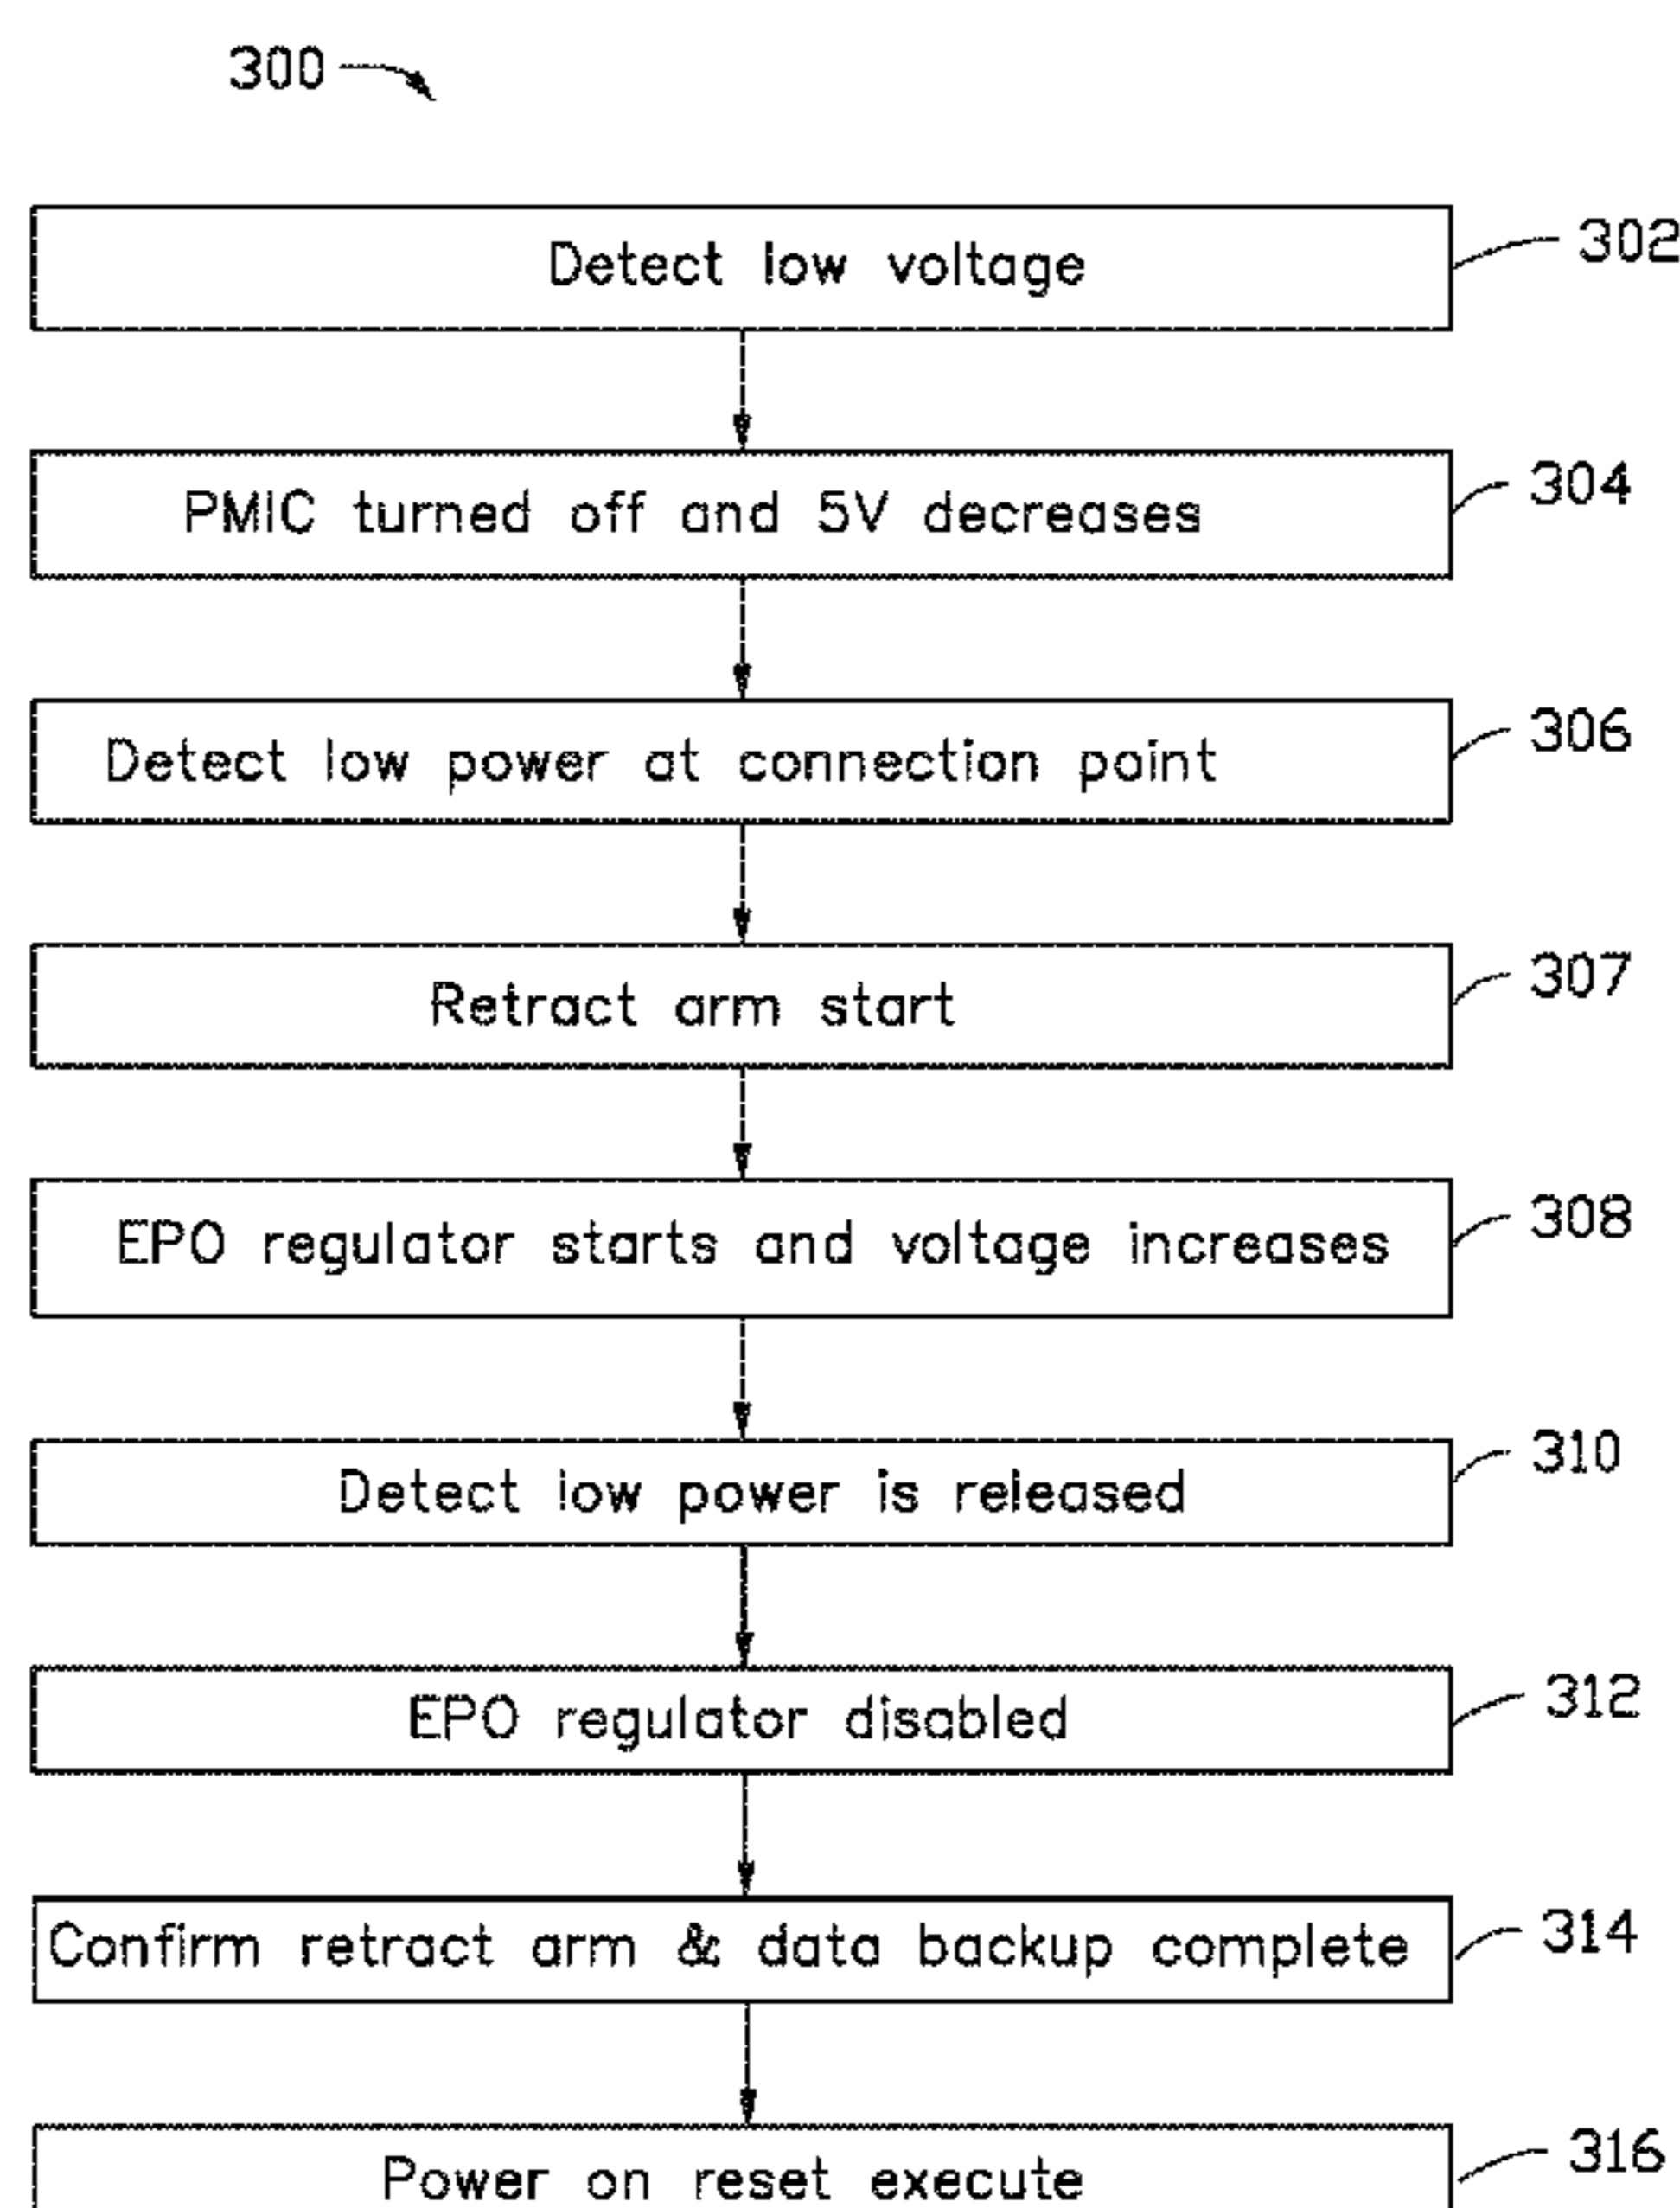 300
Detect low voltage
302
PMIC turned off and 5V decreases
304
Detect low power at connection point
306
Retract arm start
307
EPO regulator starts and voltage increases
308
Detect low power is released
310
EPO regulator disabled
312
Confirm retract arm & data backup complete
314
Power on reset execute
316